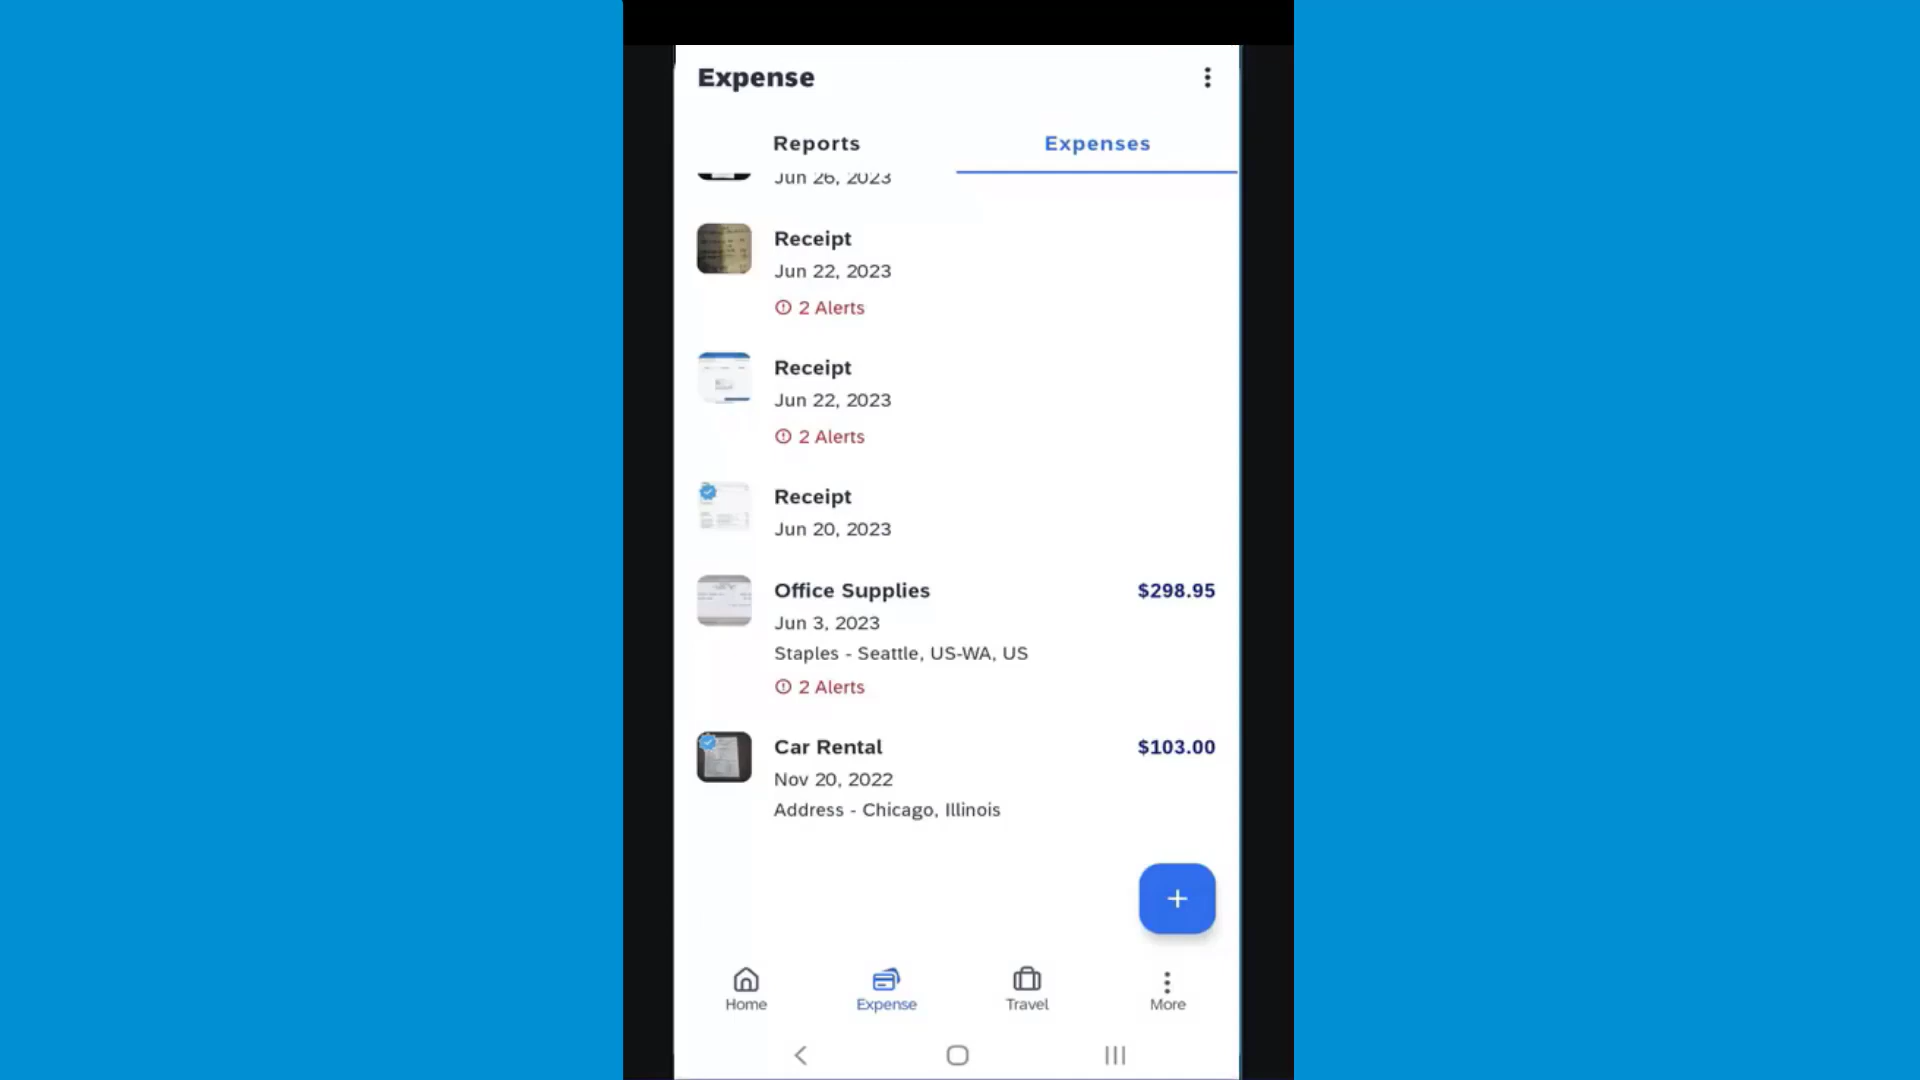 Expense
Reports
Expenses
Jun 26, 2023
Receipt
Jun 22, 2023
2 Alerts
Receipt
Jun 22, 2023
2 Alerts
Receipt
Jun 20, 2023
Office Supplies
$298.95
Jun 3, 2023
Staples - Seattle, US-WA, US
2 Alerts
Car Rental
$103.00
Nov 20, 2022
Address - Chicago, Illinois
+
Home
Expense
Travel
More